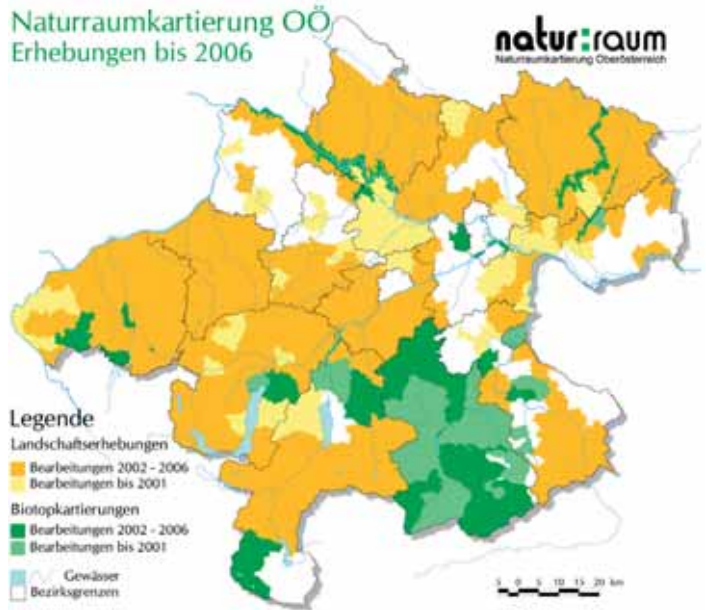 Naturraumkartierung OÖ
Erhebungen bis 2006
natur:raum
Naturraumkartierung Oberösterreich
Legende
Landschaftserhebungen
Bearbeitungen 2002 - 2006
Bearbeitungen bis 2001
Biotopkartierungen
Bearbeitungen 2002 - 2006
Bearbeitungen bis 2001
Gewässer
Bezirksgrenzen
5 0 5 10 15 20 km